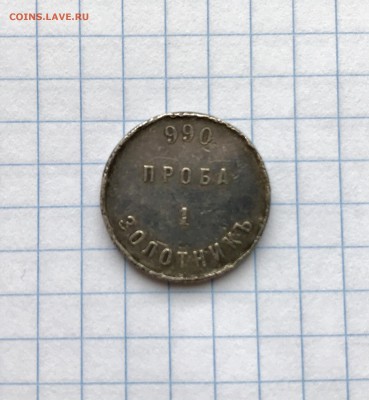 COINS.LAVE.RU
990
ПРОБА
1
ЗОЛОТНИКЪ